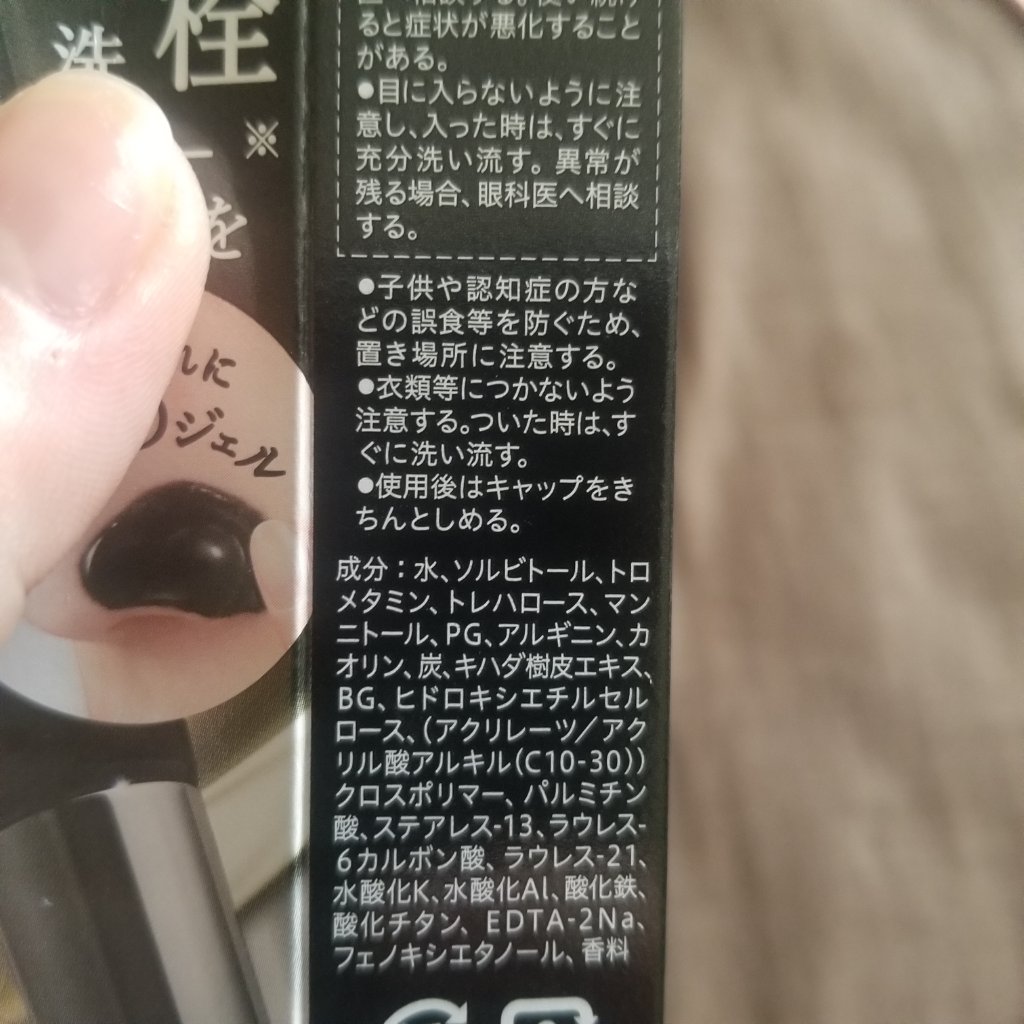 栓
洗
※
を
れに
ジェル
ると症状が悪化すること
がある。
●目に入らないように注
意し、入った時は、すぐに
充分洗い流す。異常が
残る場合、眼科医へ相談
する。
●子供や認知症の方な
どの誤食等を防ぐため、
置き場所に注意する。
●衣類等につかないよう
注意する。ついた時は、す
ぐに洗い流す。
●使用後はキャップをき
ちんとしめる。
成分：水、ソルビトール、トロ
メタミン、トレハロース、マン
ニトール、PG、アルギニン、カ
オリン、炭、キハダ樹皮エキス、
BG、ヒドロキシエチルセル
ロース、（アクリレーツ／アク
リル酸アルキル（C10-30））
クロスポリマー、パルミチン
酸、ステアレス-13、ラウレス-
6カルボン酸、ラウレス-21、
水酸化K、水酸化Al、酸化鉄、
酸化チタン、EDTA-2Na、
フェノキシエタノール、香料